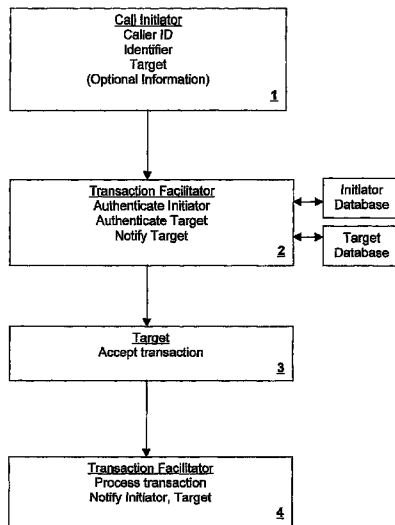 Call Initiator
Caller ID
Identifier
Target
(Optional Information)
1
Transaction Facilitator
Authenticate Initiator
Authenticate Target
Notify Target
2
Initiator
Database
Target
Database
Target
Accept transaction
3
Transaction Facilitator
Process transaction
Notify Initiator, Target
4